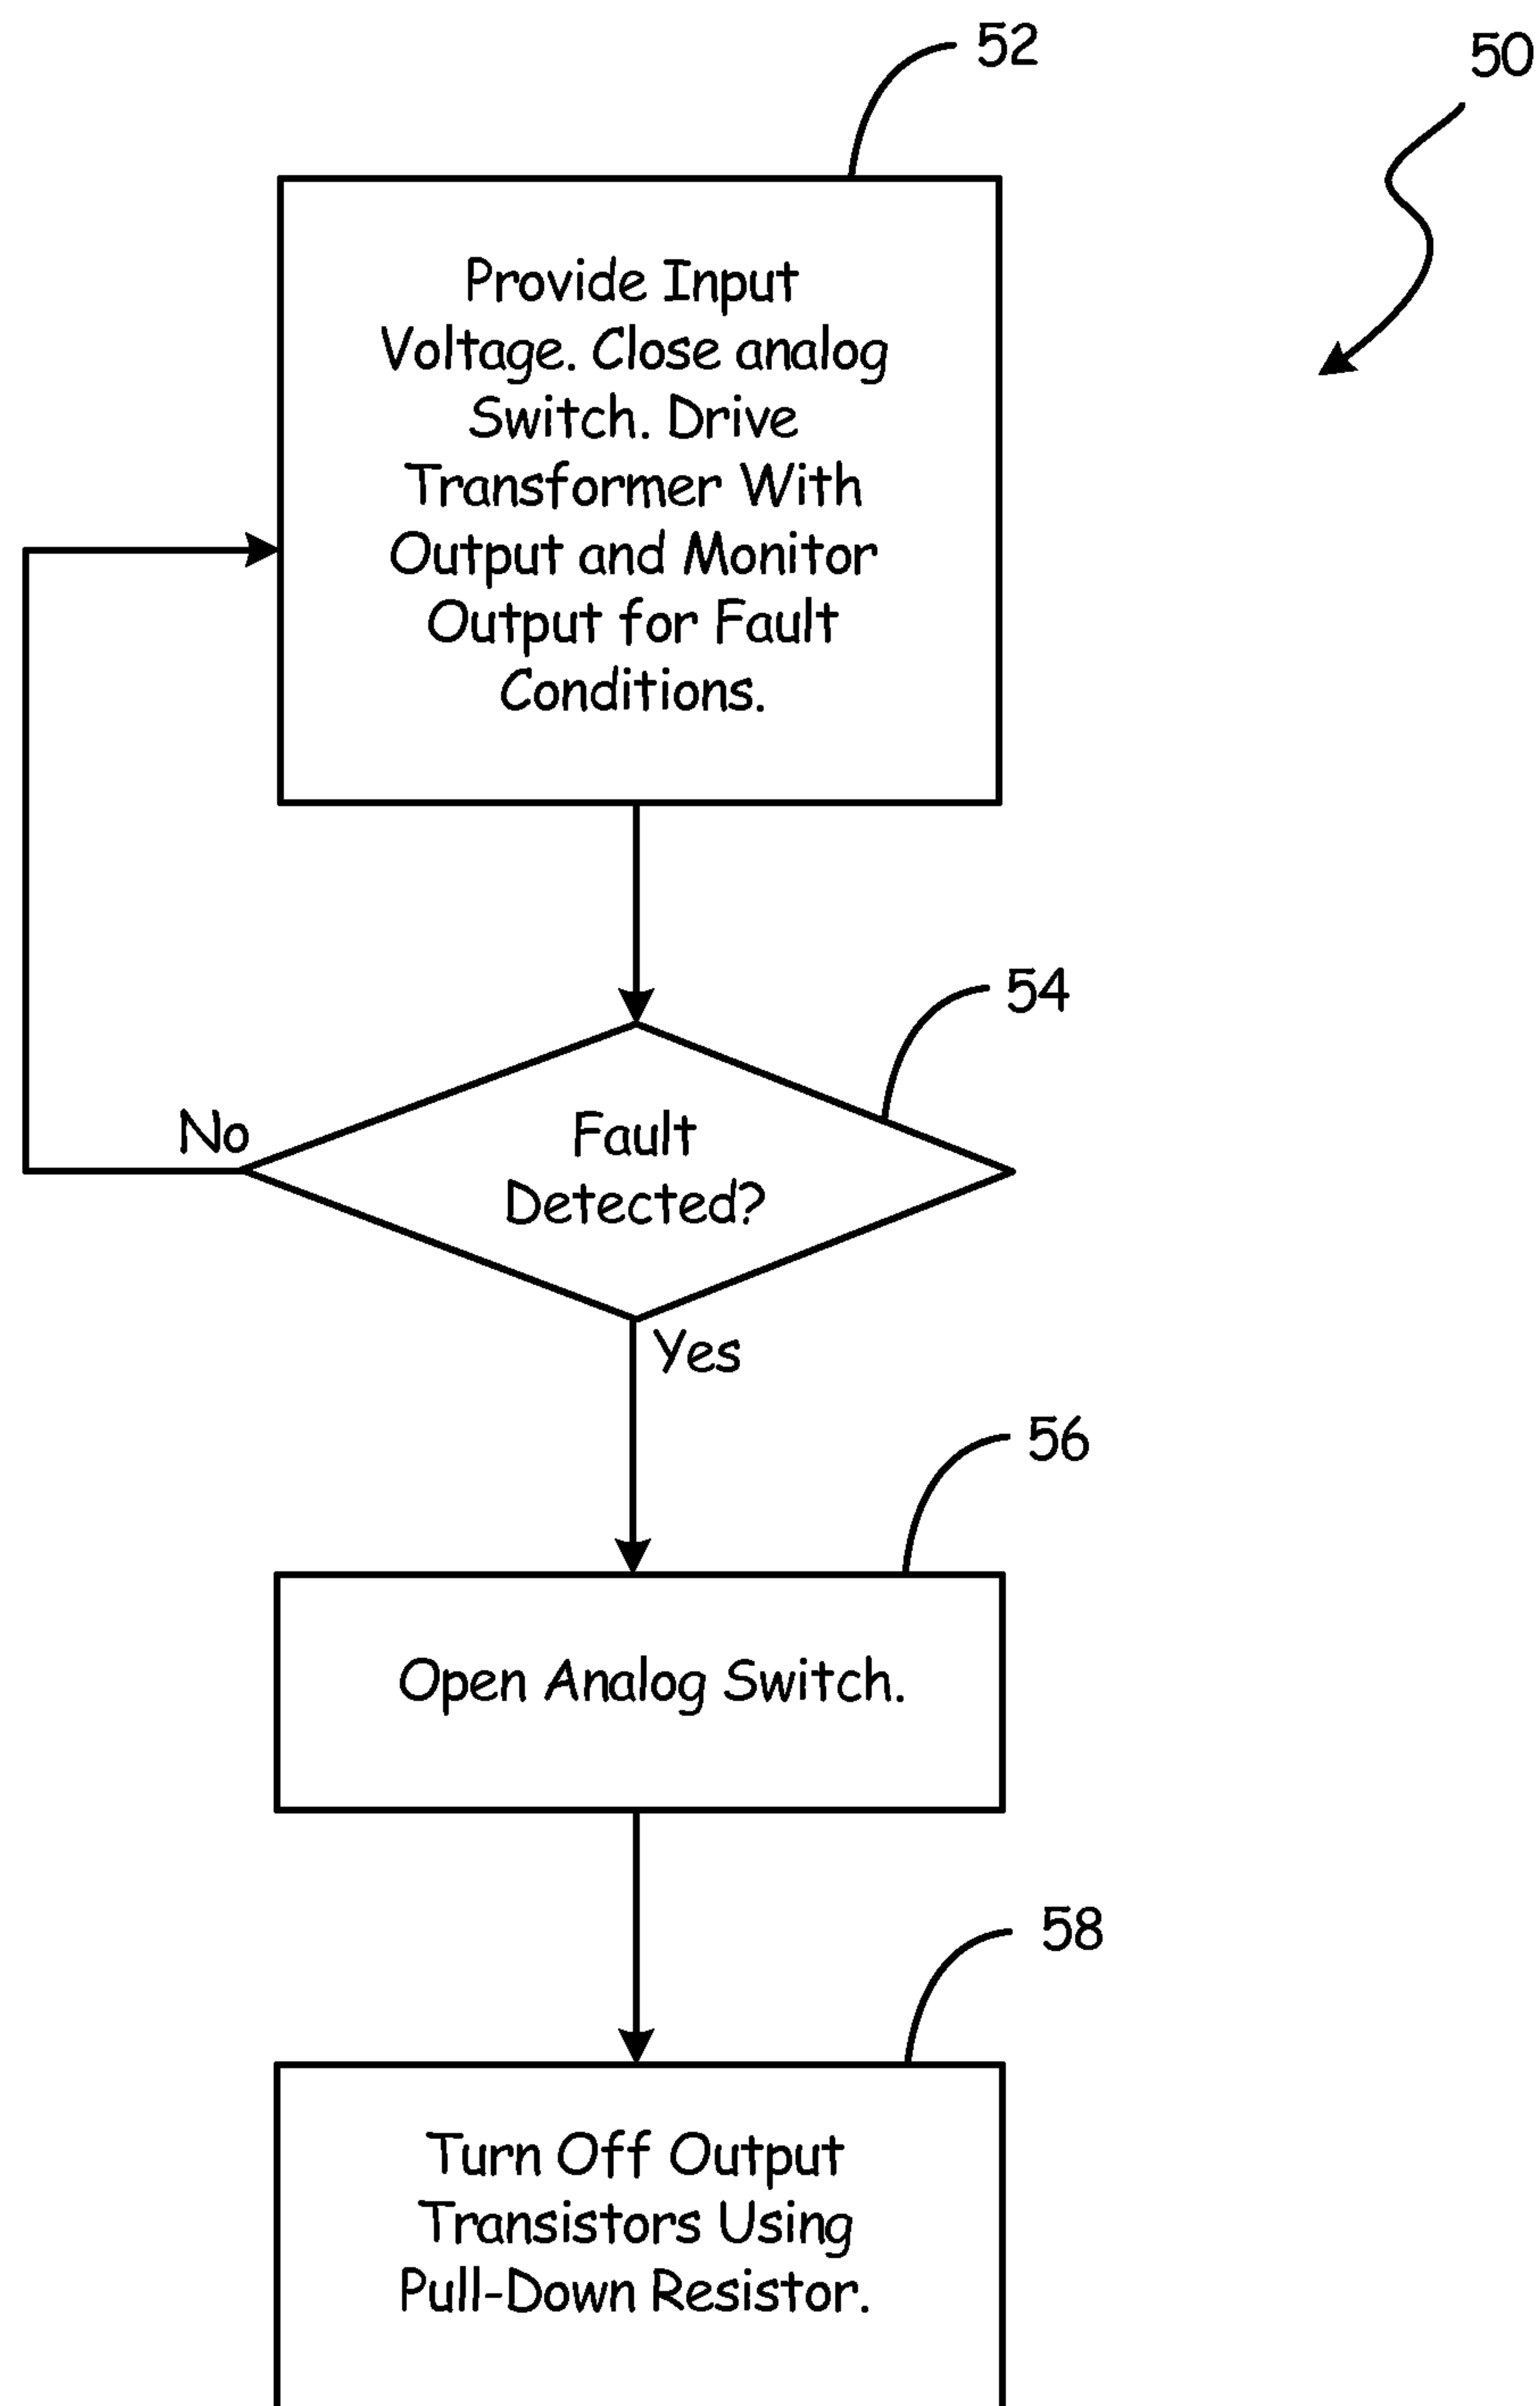 52
50
Provide Input
Voltage. Close analog
Switch. Drive
Transformer With
Output and Monitor
Output for Fault
Conditions.
54
No
Fault
Detected?
Yes
56
Open Analog Switch.
58
Turn Off Output
Transistors Using
Pull-Down Resistor.